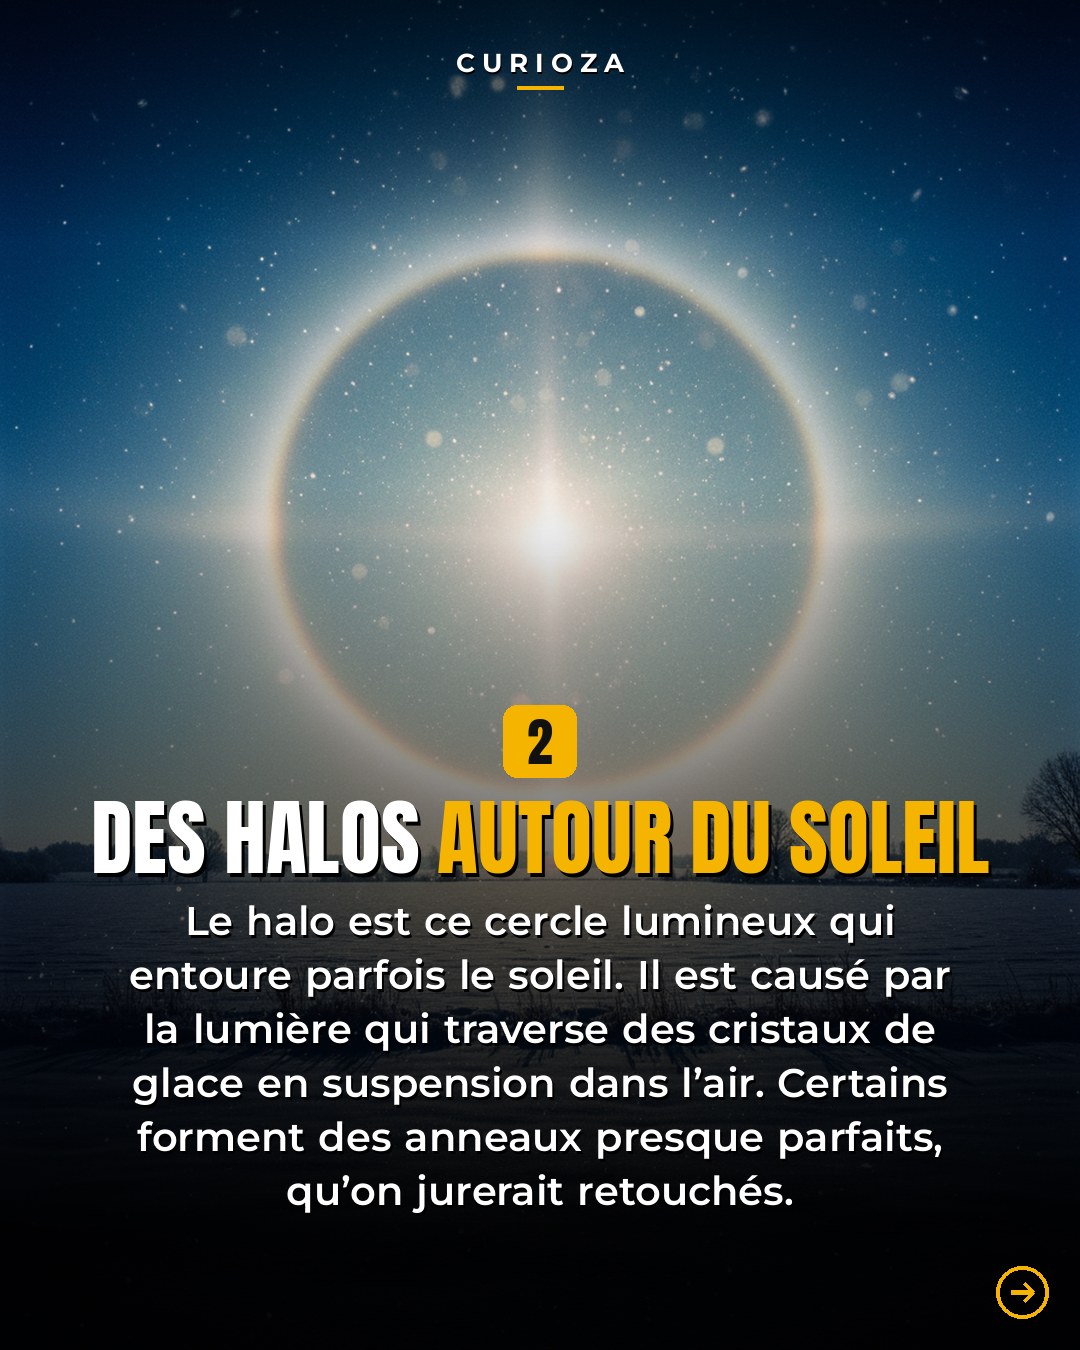 CURIOZA
2
DES HALOS AUTOUR DU SOLEIL
Le halo est ce cercle lumineux qui
entoure parfois le soleil. Il est causé par
la lumière qui traverse des cristaux de
glace en suspension dans l’air. Certains
forment des anneaux presque parfaits,
qu’on jurerait retouchés.